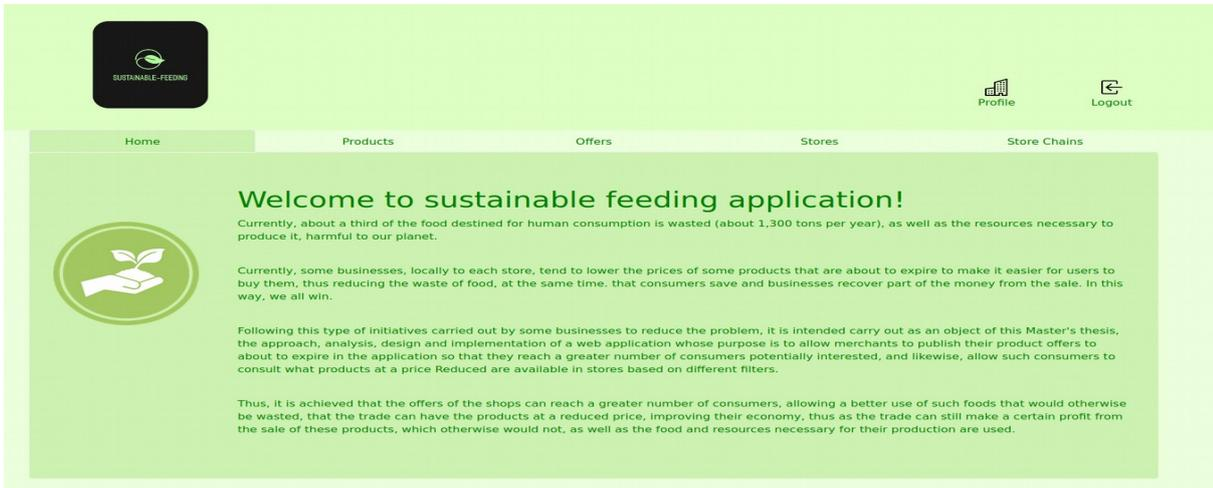 SUSTAINABLE-FEEDING
Profile
Logout
Home
Products
Offers
Stores
Store Chains
Welcome to sustainable feeding application!
Currently, about a third of the food destined for human consumption is wasted (about 1,300 tons per year), as well as the resources necessary to
produce it, harmful to our planet.
Currently, some businesses, locally to each store, tend to lower the prices of some products that are about to expire to make it easier for users to
buy them, thus reducing the waste of food, at the same time. that consumers save and businesses recover part of the money from the sale. In this
way, we all win.
Following this type of initiatives carried out by some businesses to reduce the problem, it is intended carry out as an object of this Master's thesis,
the approach, analysis, design and implementation of a web application whose purpose is to allow merchants to publish their product offers to
about to expire in the application so that they reach a greater number of consumers potentially interested, and likewise, allow such consumers to
consult what products at a price Reduced are available in stores based on different filters.
Thus, it is achieved that the offers of the shops can reach a greater number of consumers, allowing a better use of such foods that would otherwise
be wasted, that the trade can have the products at a reduced price, improving their economy, thus as the trade can still make a certain profit from
the sale of these products, which otherwise would not, as well as the food and resources necessary for their production are used.